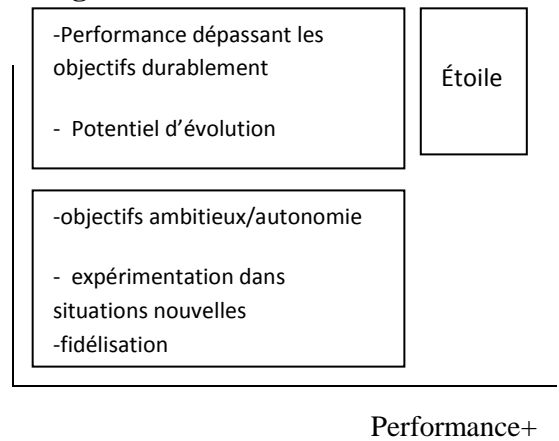 -Performance dépassant les
objectifs durablement
- Potentiel d’évolution
Étoile
-objectifs ambitieux/autonomie
- expérimentation dans
situations nouvelles
-fidélisation
Performance+